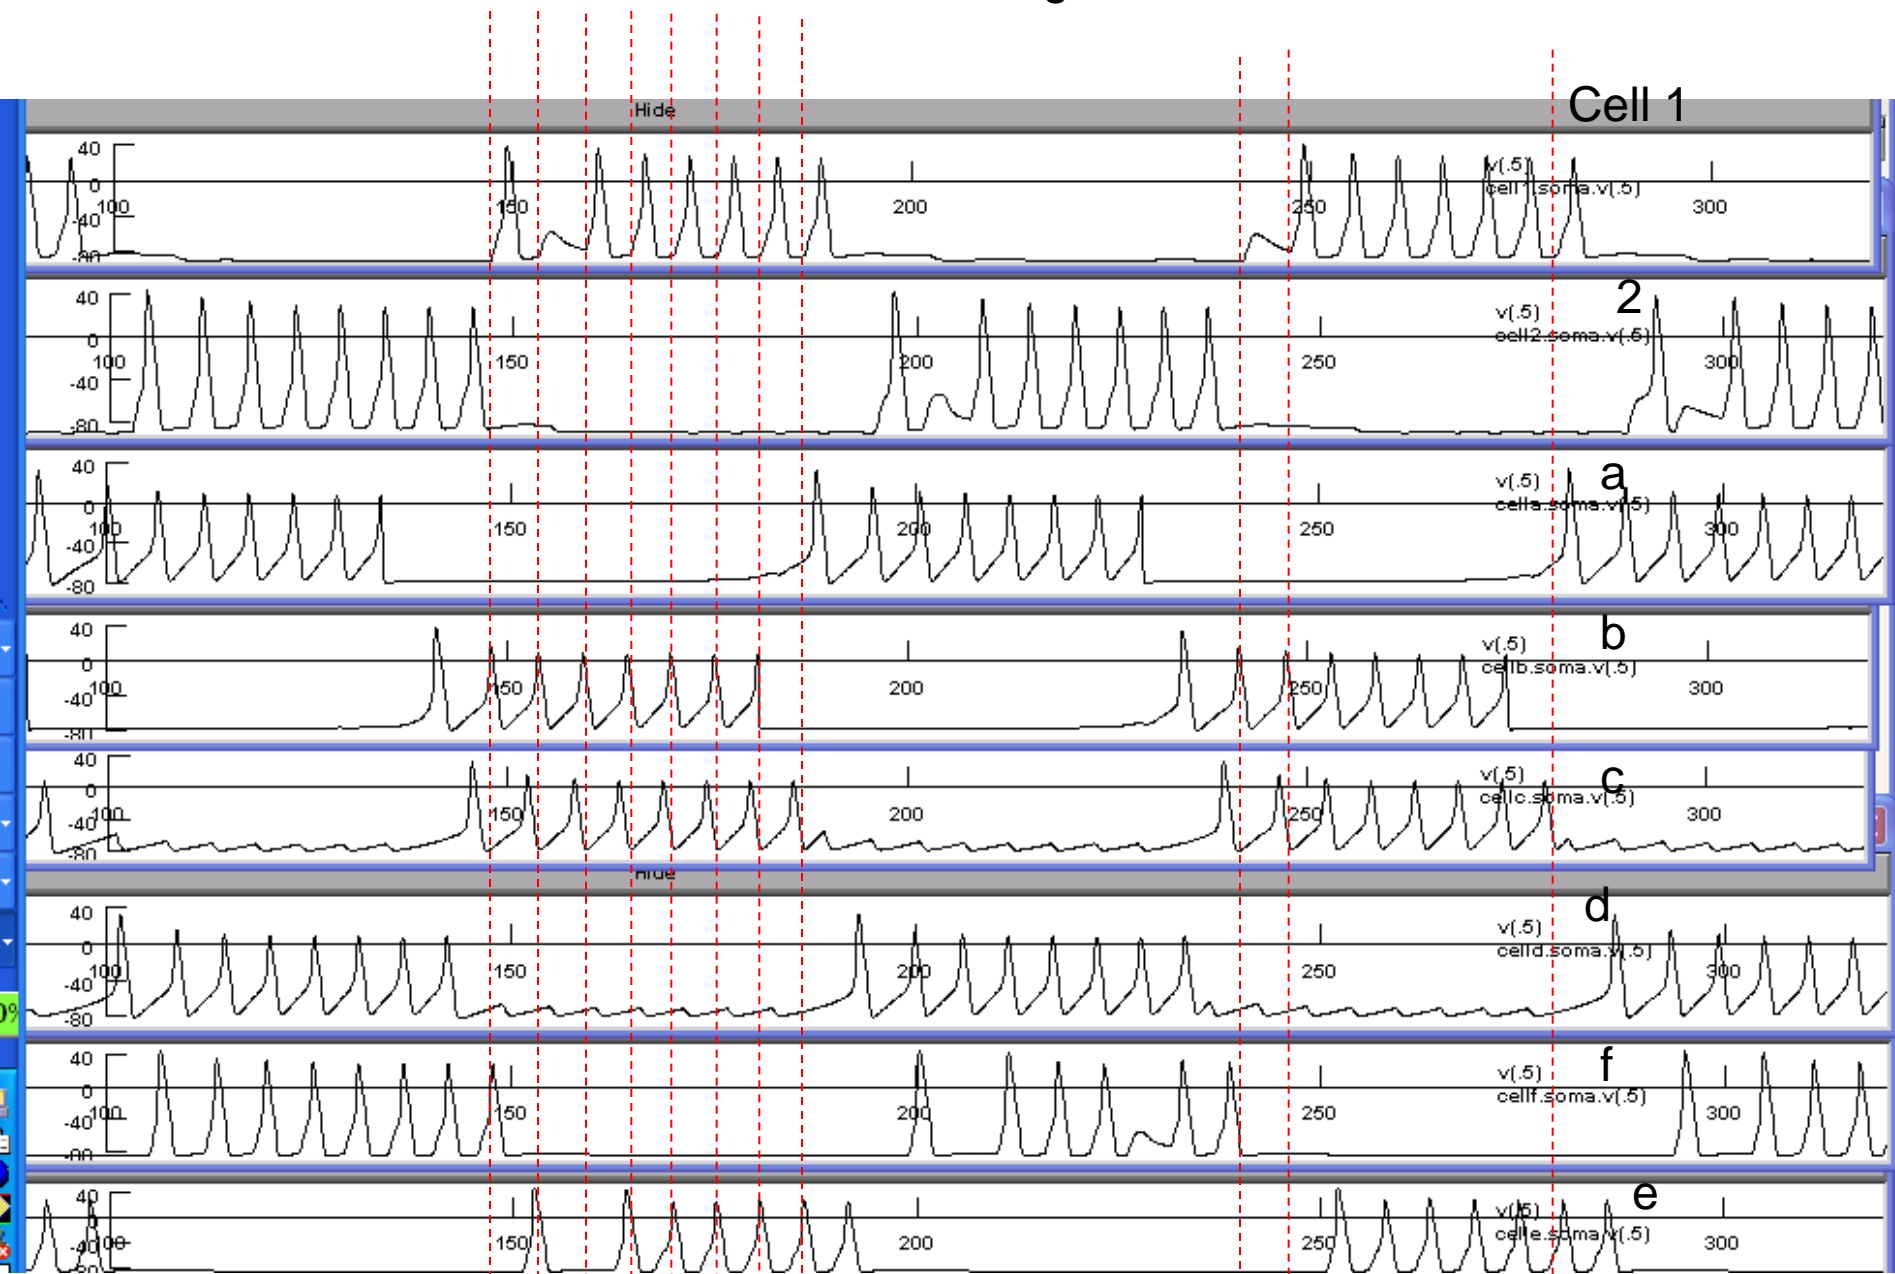 Cell 1
Hide
40
0
-40
100
150
200
250
300
v(.5)
cell1.soma.v(.5)
2
40
0
-40
-80
100
150
200
250
300
v(.5)
cell2.soma.v(.5)
a
40
0
-40
-80
100
150
200
250
300
v(.5)
cella.soma.v(.5)
b
40
0
-40
100
150
200
250
300
v(.5)
cellb.soma.v(.5)
c
40
0
-40
100
150
200
250
300
v(.5)
cellc.soma.v(.5)
Hide
d
40
0
-40
-80
100
150
200
250
300
v(.5)
celld.soma.v(.5)
f
40
0
-40
100
150
200
250
300
v(.5)
cellf.soma.v(.5)
e
40
0
-40
150
200
250
300
v(.5)
celle.soma.v(.5)